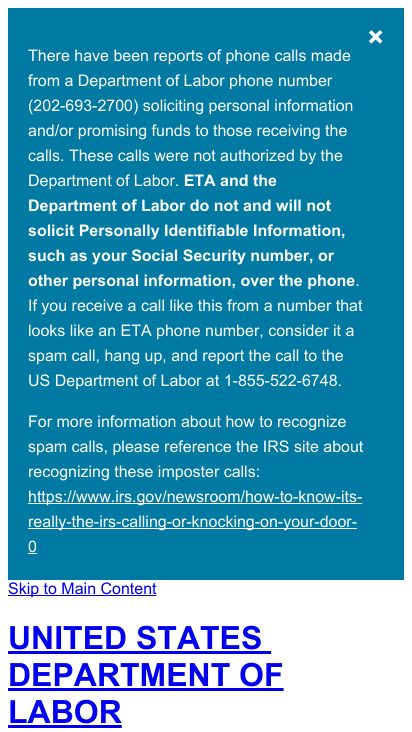 There have been reports of phone calls made
from a Department of Labor phone number
(202-693-2700) soliciting personal information
and/or promising funds to those receiving the
calls. These calls were not authorized by the
Department of Labor. ETA and the
Department of Labor do not and will not
solicit Personally Identifiable Information,
such as your Social Security number, or
other personal information, over the phone.
If you receive a call like this from a number that
looks like an ETA phone number, consider it a
spam call, hang up, and report the call to the
US Department of Labor at 1-855-522-6748.
For more information about how to recognize
spam calls, please reference the IRS site about
recognizing these imposter calls:
https://www.irs.gov/newsroom/how-to-know-its-
really-the-irs-calling-or-knocking-on-your-door-
0
Skip to Main Content
UNITED STATES
DEPARTMENT OF
LABOR